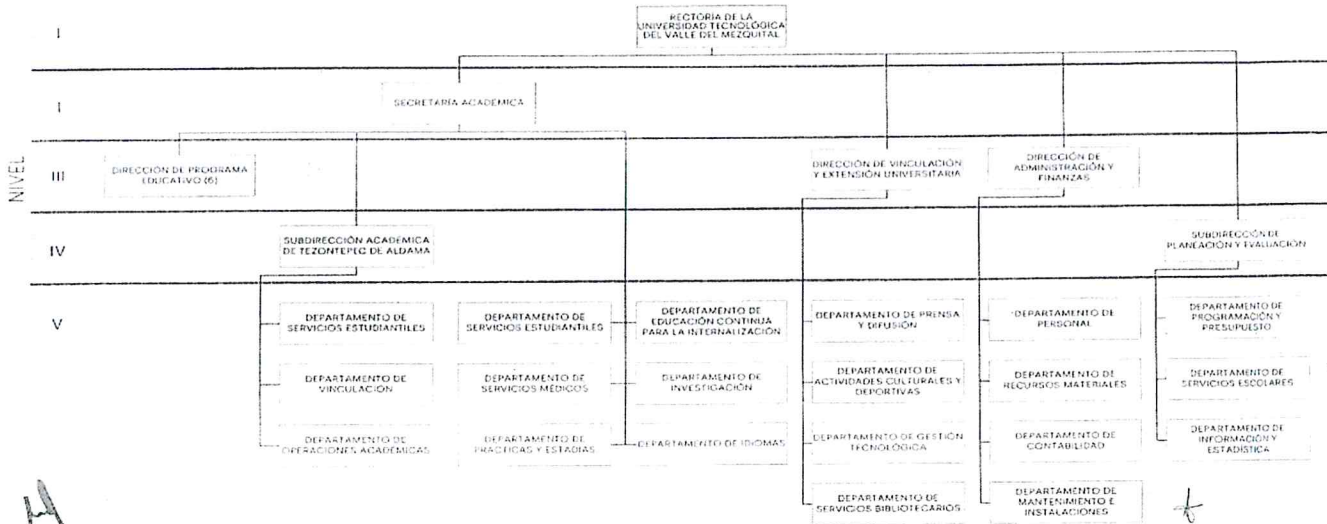 I
RECTORÍA DE LA
UNIVERSIDAD TECNOLÓGICA
DEL VALLE DEL MEZQUITAL
I
SECRETARÍA ACADÉMICA
NIVEL
III
DIRECCIÓN DE PROGRAMA
EDUCATIVO (6)
DIRECCIÓN DE VINCULACIÓN
Y EXTENSIÓN UNIVERSITARIA
DIRECCIÓN DE
ADMINISTRACIÓN Y
FINANZAS
IV
SUBDIRECCIÓN ACADÉMICA
DE TEZONTEPEC DE ALDAMA
SUBDIRECCIÓN DE
PLANEACIÓN Y EVALUACIÓN
V
DEPARTAMENTO DE
SERVICIOS ESTUDIANTILES
DEPARTAMENTO DE
SERVICIOS ESTUDIANTILES
DEPARTAMENTO DE
EDUCACIÓN CONTINUA
PARA LA INTERNALIZACIÓN
DEPARTAMENTO DE PRENSA
Y DIFUSIÓN
DEPARTAMENTO DE
PERSONAL
DEPARTAMENTO DE
PROGRAMACIÓN Y
PRESUPUESTO
DEPARTAMENTO DE
VINCULACIÓN
DEPARTAMENTO DE
SERVICIOS MÉDICOS
DEPARTAMENTO DE
INVESTIGACIÓN
DEPARTAMENTO DE
ACTIVIDADES CULTURALES Y
DEPORTIVAS
DEPARTAMENTO DE
RECURSOS MATERIALES
DEPARTAMENTO DE
SERVICIOS ESCOLARES
DEPARTAMENTO DE
OPERACIONES ACADÉMICAS
DEPARTAMENTO DE
PRÁCTICAS Y ESTADÍAS
DEPARTAMENTO DE IDIOMAS
DEPARTAMENTO DE GESTIÓN
TECNOLÓGICA
DEPARTAMENTO DE
CONTABILIDAD
DEPARTAMENTO DE
INFORMACIÓN Y
ESTADÍSTICA
DEPARTAMENTO DE
SERVICIOS BIBLIOTECARIOS
DEPARTAMENTO DE
MANTENIMIENTO E
INSTALACIONES